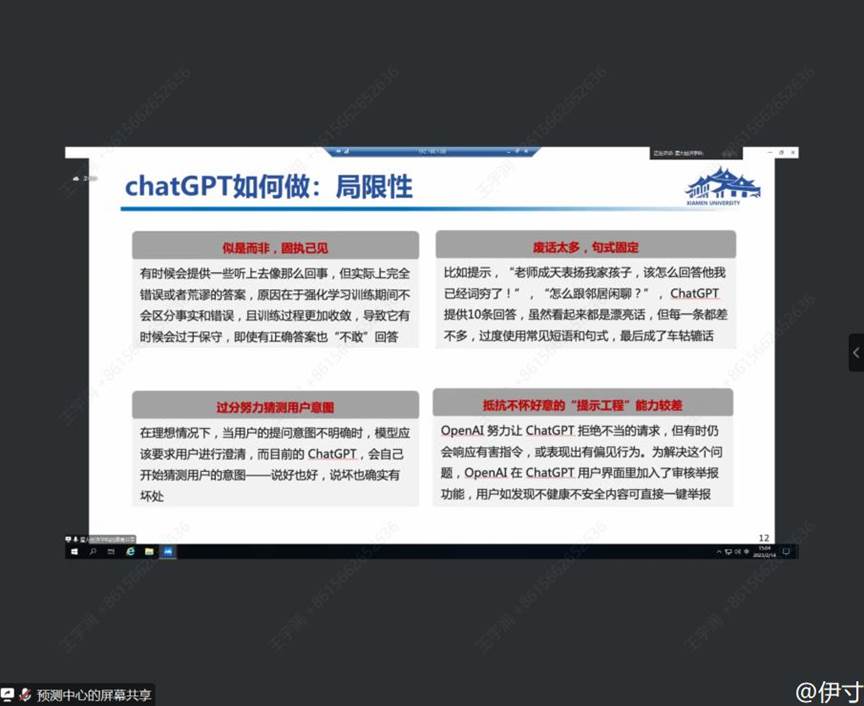 chatGPT如何做：局限性
XIAMEN UNIVERSITY
似是而非，固执己见
有时候会提供一些听上去像那么回事，但实际上完全
错误或者荒谬的答案，原因在于强化学习训练期间不
会区分事实和错误，且训练过程更加收敛，导致它有
时候会过于保守，即使有正确答案也“不敢”回答
废话太多，句式固定
比如提示，“老师成天表扬我家孩子，该怎么回答他我
已经词穷了！”，“怎么跟邻居闲聊？”，ChatGPT
提供10条回答，虽然看起来都是漂亮话，但每一条都差
不多，过度使用常见短语和句式，最后成了车轱辘话
过分努力猜测用户意图
在理想情况下，当用户的提问意图不明确时，模型应
该要求用户进行澄清，而目前的 ChatGPT，会自己
开始猜测用户的意图——说好也好，说坏也确实有
坏处
抵抗不怀好意的“提示工程”能力较差
OpenAI 努力让 ChatGPT 拒绝不当的请求，但有时仍
会响应有害指令，或表现出有偏见行为。为解决这个问
题，OpenAI 在 ChatGPT 用户界面里加入了审核举报
功能，用户如发现不健康不安全内容可直接一键举报
12
15:04
2023/2/14
预测中心的屏幕共享
@伊寸